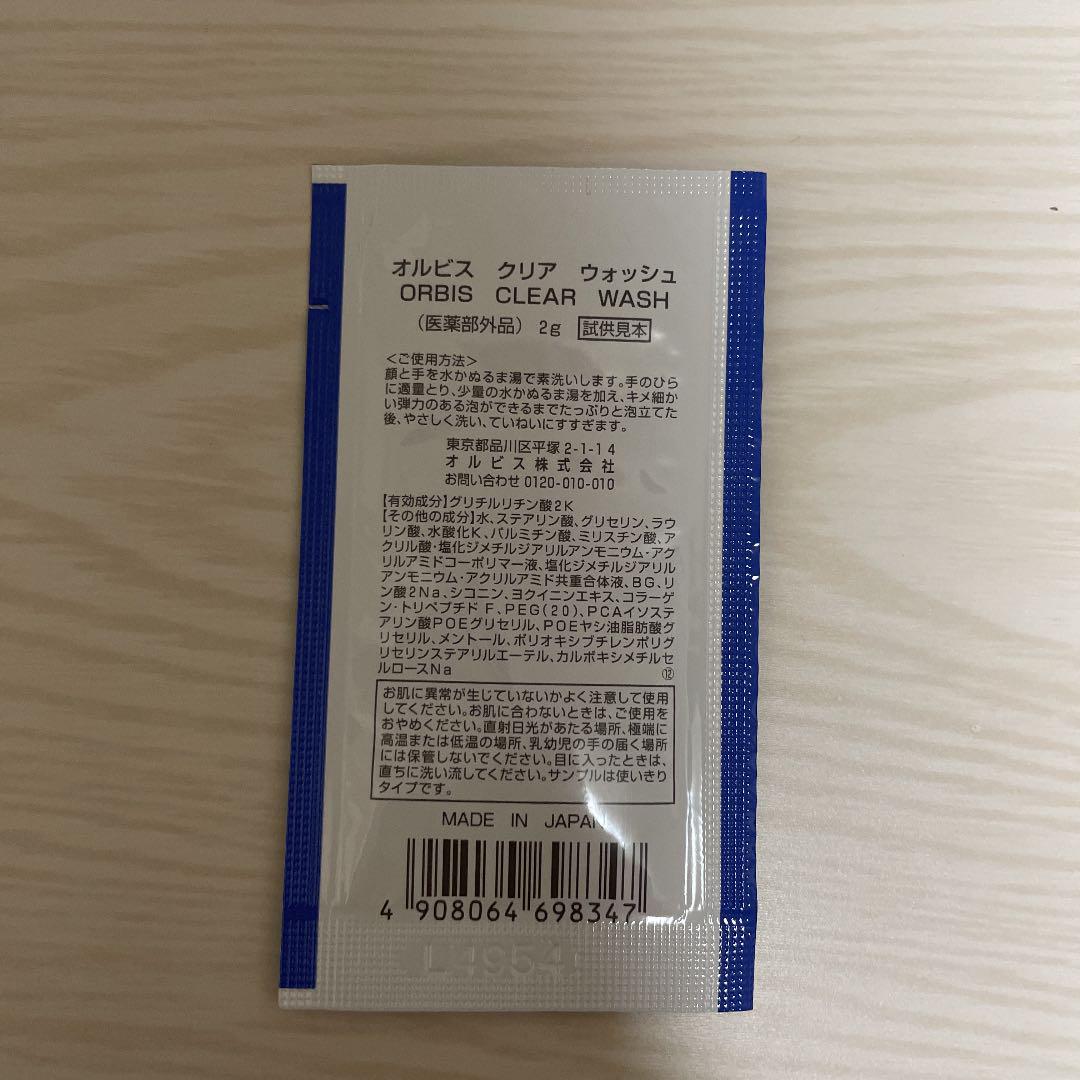 オルビス クリア ウォッシュ
ORBIS CLEAR WASH
(医薬部外品) 2g 試供見本
<ご使用方法>
顔と手を水かぬるま湯で素洗いします。手のひら
に適量とり、少量の水かぬるま湯を加え、キメ細か
い弾力のある泡ができるまでたっぷりと泡立てた
後、やさしく洗い、ていねいにすすぎます。
東京都品川区平塚2-1-14
オルビス株式会社
お問い合わせ 0120-010-010
【有効成分】グリチルリチン酸2K
【その他の成分】水、ステアリン酸、グリセリン、ラウ
リン酸、水酸化K、パルミチン酸、ミリスチン酸、ア
クリル酸・塩化ジメチルジアリルアンモニウム・アク
リルアミドコーポリマー液、塩化ジメチルジアリル
アンモニウム・アクリルアミド共重合体液、BG、リ
ン酸2Na、シコニン、ヨクイニンエキス、コラーゲ
ン・トリペプチド F、PEG(20)、PCAイソステ
アリン酸POEグリセリル、POEヤシ油脂肪酸グ
リセリル、メントール、ポリオキシブチレンポリグ
リセリンステアリルエーテル、カルボキシメチルセ
ルロースNa ⑫
お肌に異常が生じていないかよく注意して使用
してください。お肌に合わないときは、ご使用を
おやめください。直射日光があたる場所、極端に
高温または低温の場所、乳幼児の手の届く場所
には保管しないでください。目に入ったときは、
直ちに洗い流してください。サンプルは使いきり
タイプです。
MADE IN JAPAN
4 908064 698347